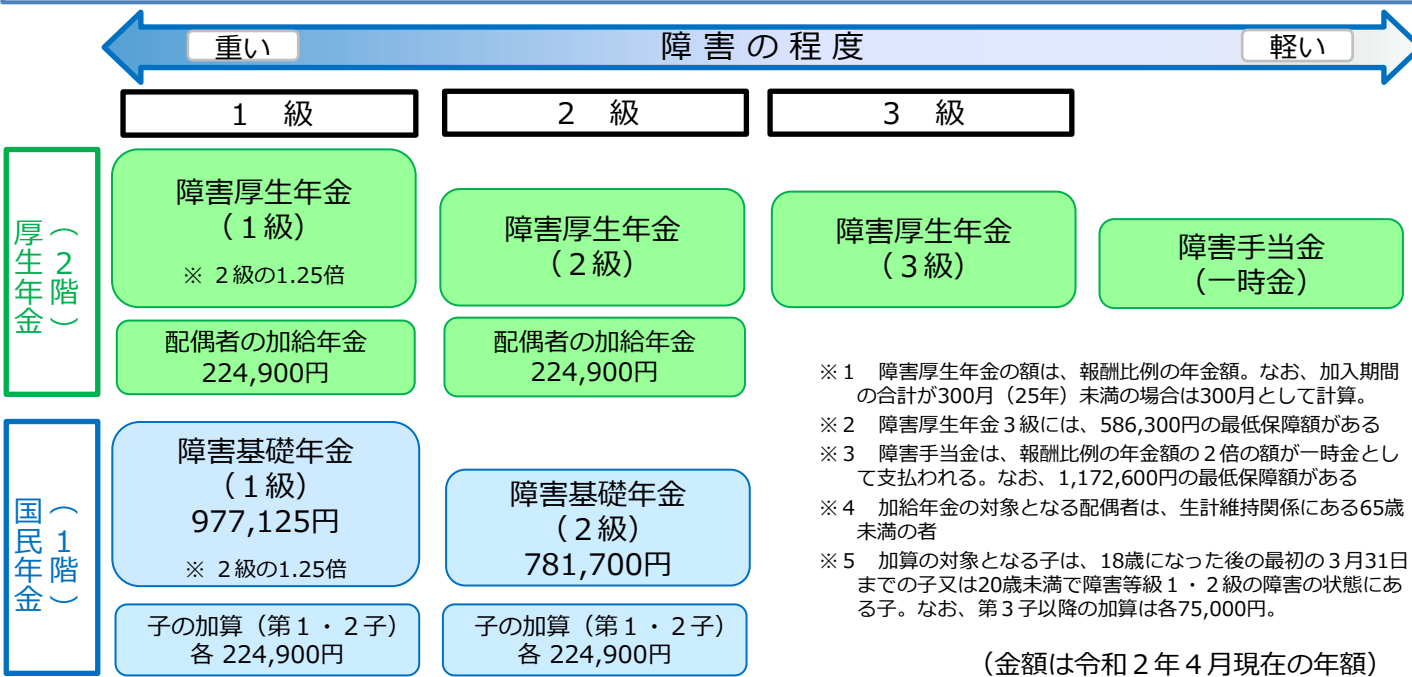 障害の程度
重い
軽い
1 級
2 級
3 級
厚生年金
（2階）
障害厚生年金
（１級）
※ ２級の1.25倍
障害厚生年金
（２級）
障害厚生年金
（３級）
障害手当金
（一時金）
配偶者の加給年金
224,900円
配偶者の加給年金
224,900円
国民年金
（1階）
障害基礎年金
（１級）
977,125円
※ ２級の1.25倍
障害基礎年金
（２級）
781,700円
子の加算（第１・２子）
各 224,900円
子の加算（第１・２子）
各 224,900円
※１　障害厚生年金の額は、報酬比例の年金額。なお、加入期間
の合計が300月（25年）未満の場合は300月として計算。
※２　障害厚生年金３級には、586,300円の最低保障額がある
※３　障害手当金は、報酬比例の年金額の２倍の額が一時金とし
て支払われる。なお、1,172,600円の最低保障額がある
※４　加給年金の対象となる配偶者は、生計維持関係にある65歳
未満の者
※５　加算の対象となる子は、18歳になった後の最初の３月31日
までの子又は20歳未満で障害等級１・２級の障害の状態にあ
る子。なお、第３子以降の加算は各75,000円。
（金額は令和２年４月現在の年額）